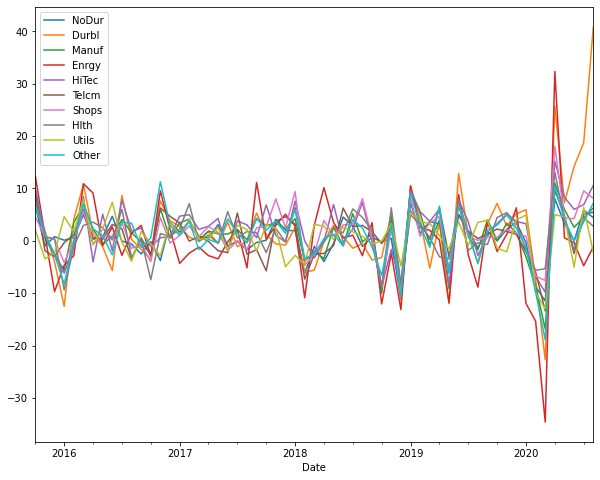 NoDur
Durbl
Manuf
Enrgy
HiTec
Telcm
Shops
Hlth
Utils
Other
40
30
20
10
0
−10
−20
−30
2016
2017
2018
2019
2020
Date